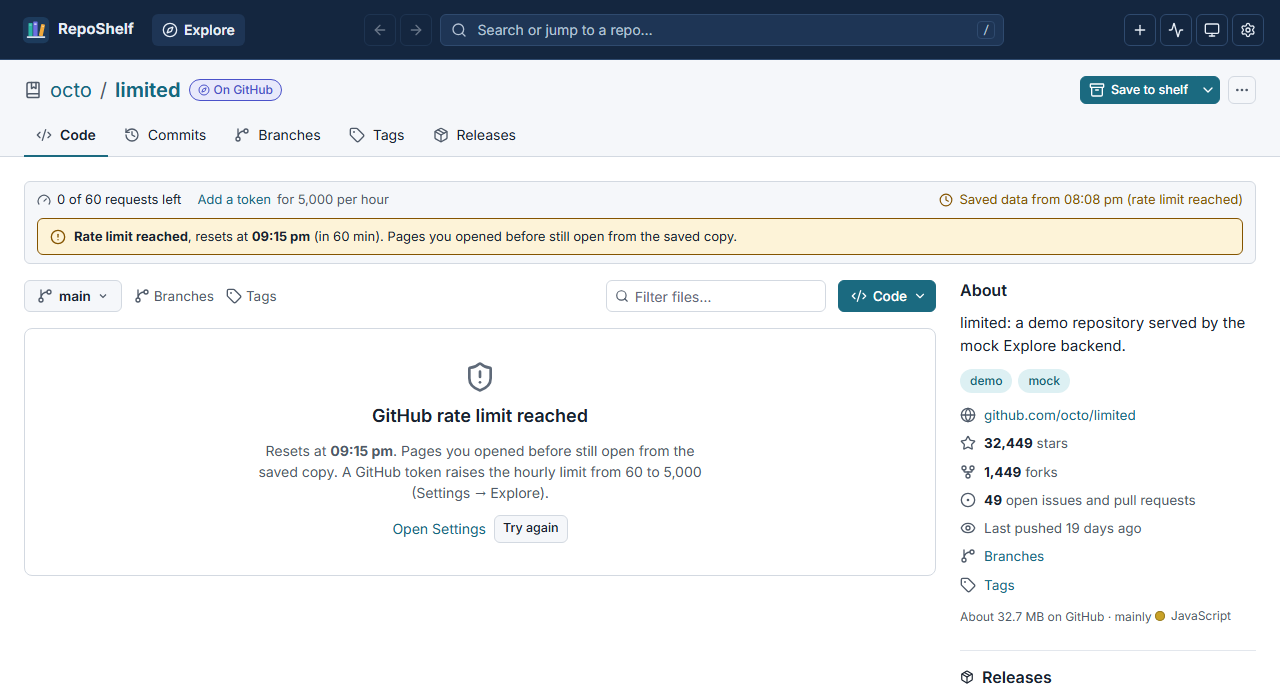 RepoShelf
Explore
Search or jump to a repo...
/
octo / limited
On GitHub
Save to shelf
Code
Commits
Branches
Tags
Releases
0 of 60 requests left
Add a token for 5,000 per hour
Saved data from 08:08 pm (rate limit reached)
Rate limit reached, resets at 09:15 pm (in 60 min). Pages you opened before still open from the saved copy.
main
Branches
Tags
Filter files...
Code
GitHub rate limit reached
Resets at 09:15 pm. Pages you opened before still open from the
saved copy. A GitHub token raises the hourly limit from 60 to 5,000
(Settings → Explore).
Open Settings
Try again
About
limited: a demo repository served by the
mock Explore backend.
demo
mock
github.com/octo/limited
32,449 stars
1,449 forks
49 open issues and pull requests
Last pushed 19 days ago
Branches
Tags
About 32.7 MB on GitHub · mainly JavaScript
Releases